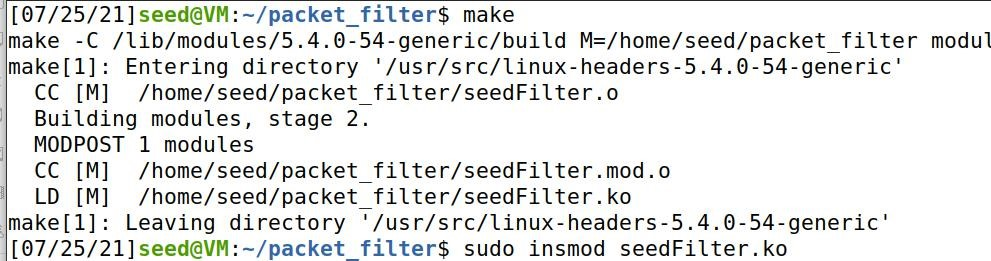 [07/25/21]seed@VM:~/packet_filter$ make
make -C /lib/modules/5.4.0-54-generic/build M=/home/seed/packet_filter modul
make[1]: Entering directory '/usr/src/linux-headers-5.4.0-54-generic'
  CC [M]  /home/seed/packet_filter/seedFilter.o
  Building modules, stage 2.
  MODPOST 1 modules
  CC [M]  /home/seed/packet_filter/seedFilter.mod.o
  LD [M]  /home/seed/packet_filter/seedFilter.ko
make[1]: Leaving directory '/usr/src/linux-headers-5.4.0-54-generic'
[07/25/21]seed@VM:~/packet_filter$ sudo insmod seedFilter.ko